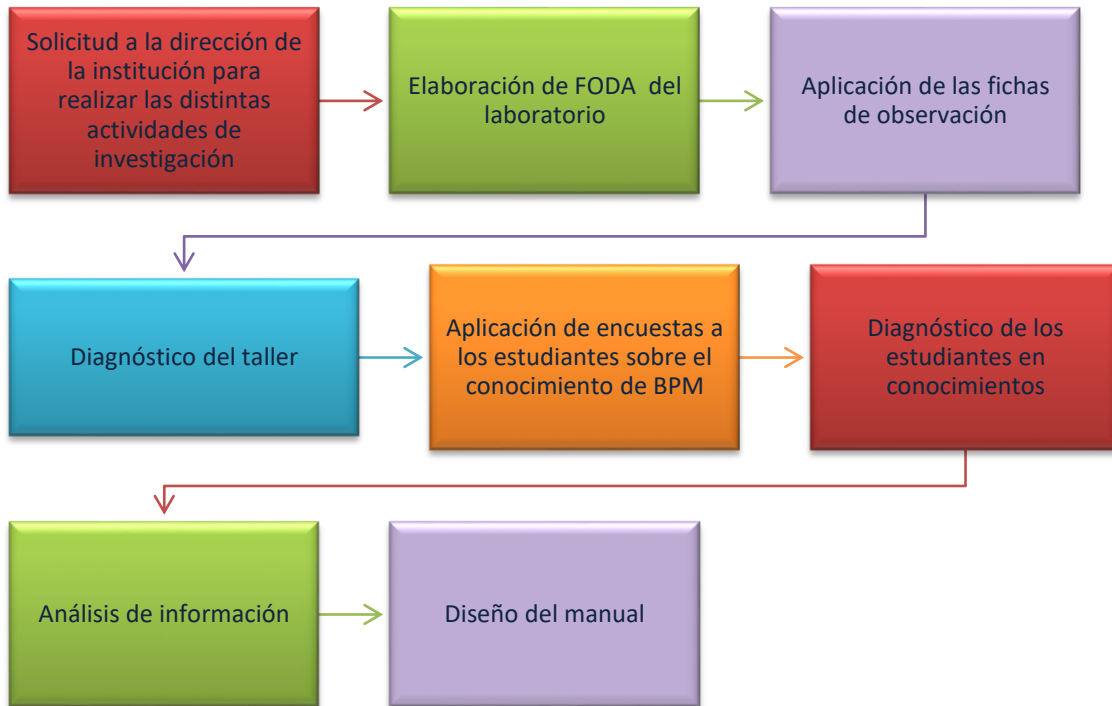 Solicitud a la dirección de
la institución para
realizar las distintas
actividades de
investigación
Elaboración de FODA del
laboratorio
Aplicación de las fichas
de observación
Diagnóstico del taller
Aplicación de encuestas a
los estudiantes sobre el
conocimiento de BPM
Diagnóstico de los
estudiantes en
conocimientos
Análisis de información
Diseño del manual